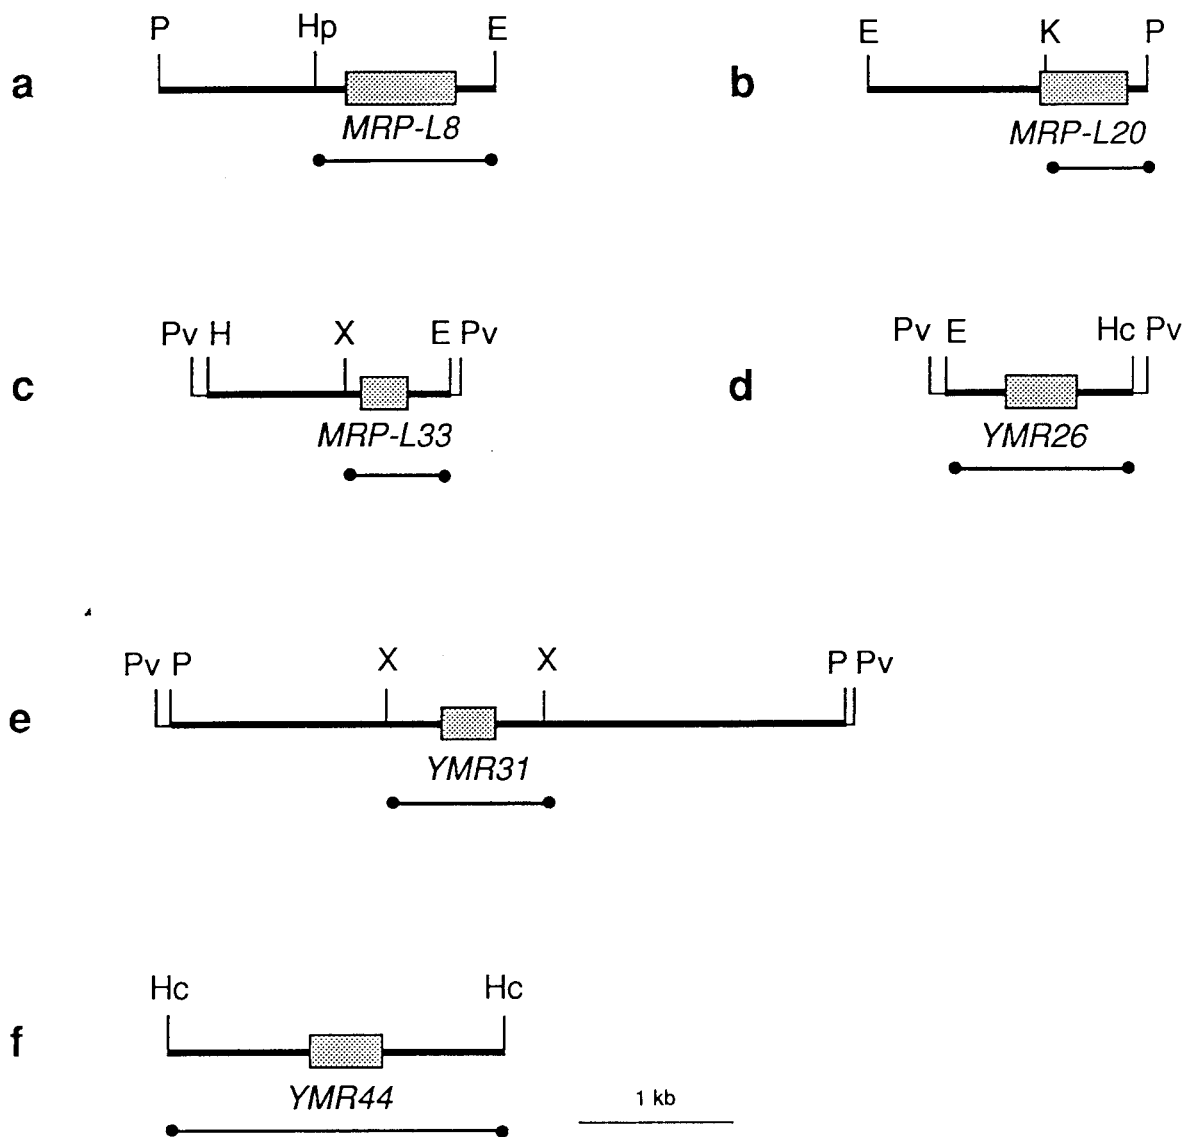 P Hp E
a
MRP-L8
E K P
b
MRP-L20
Pv H X E Pv
c
MRP-L33
Pv E Hc Pv
d
YMR26
Pv P X X P Pv
e
YMR31
Hc Hc
f
YMR44
1 kb